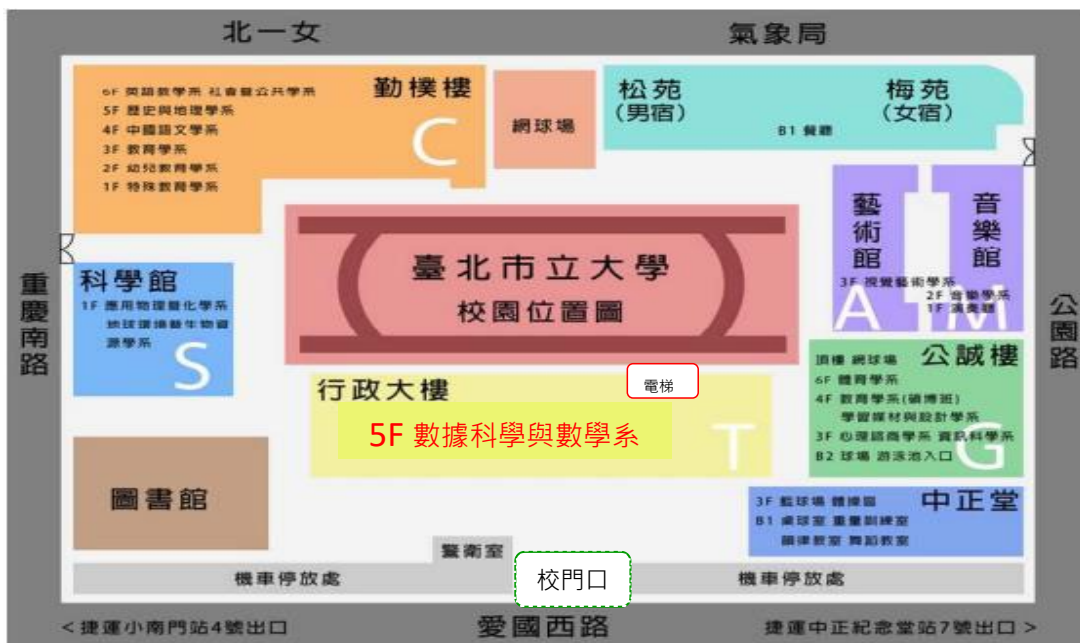 北一女
氣象局
勤樸樓
6F 英語教學系 社會暨公共學系
5F 歷史與地理學系
4F 中國語文學系
3F 教育學系
2F 幼兒教育學系
1F 特殊教育學系
C
網球場
松苑
(男宿)
梅苑
(女宿)
B1 餐廳
藝術館
音樂館
3F 視覺藝術學系
2F 音樂學系
1F 演奏廳
A
M
重慶南路
公園路
科學館
1F 應用物理暨化學系
地球環境暨生物資
源學系
S
臺北市立大學
校園位置圖
行政大樓
電梯
5F 數據科學與數學系
T
公誠樓
頂樓 網球場
6F 體育學系
4F 教育學系(碩博班)
學習媒材與設計學系
3F 心理諮商學系 資訊科學系
B2 球場 游泳池入口
G
圖書館
中正堂
3F 籃球場 體操區
B1 桌球室 重量訓練室
韻律教室 舞蹈教室
警衛室
機車停放處
校門口
機車停放處
<捷運小南門站4號出口
愛國西路
捷運中正紀念堂站7號出口>